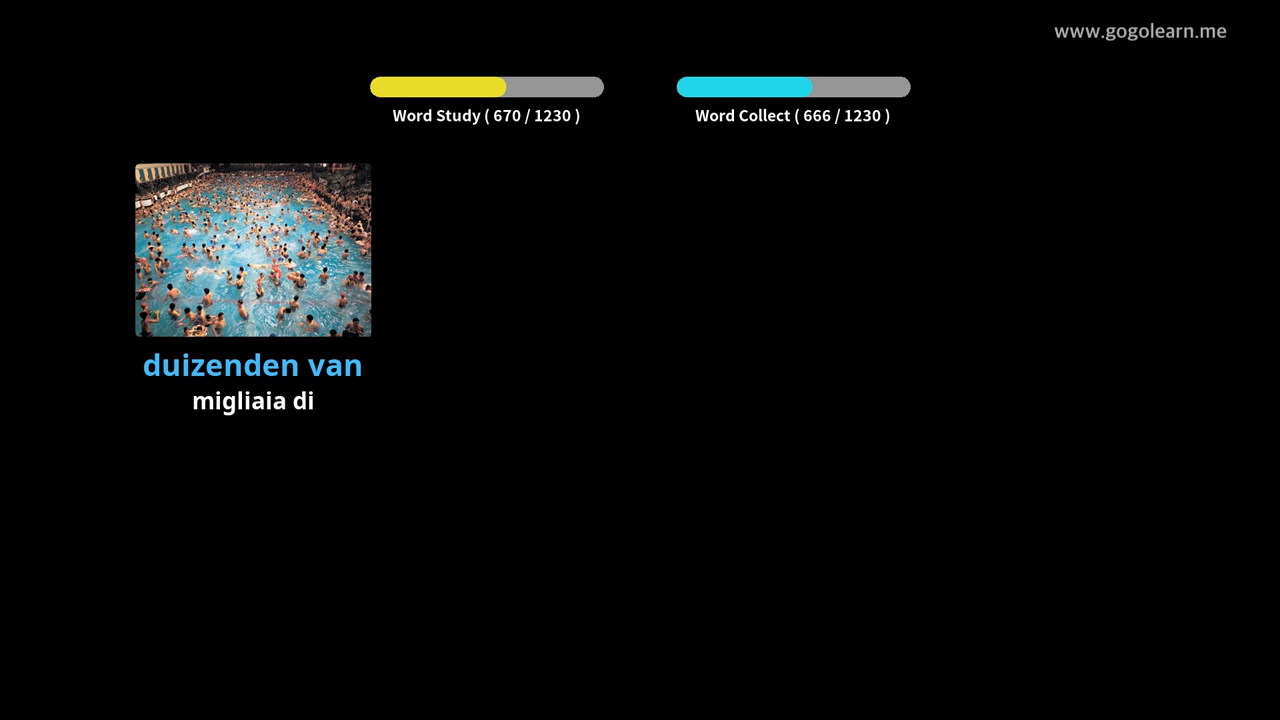 www.gogolearn.me
Word Study ( 670 / 1230 )
Word Collect ( 666 / 1230 )
duizenden van
migliaia di